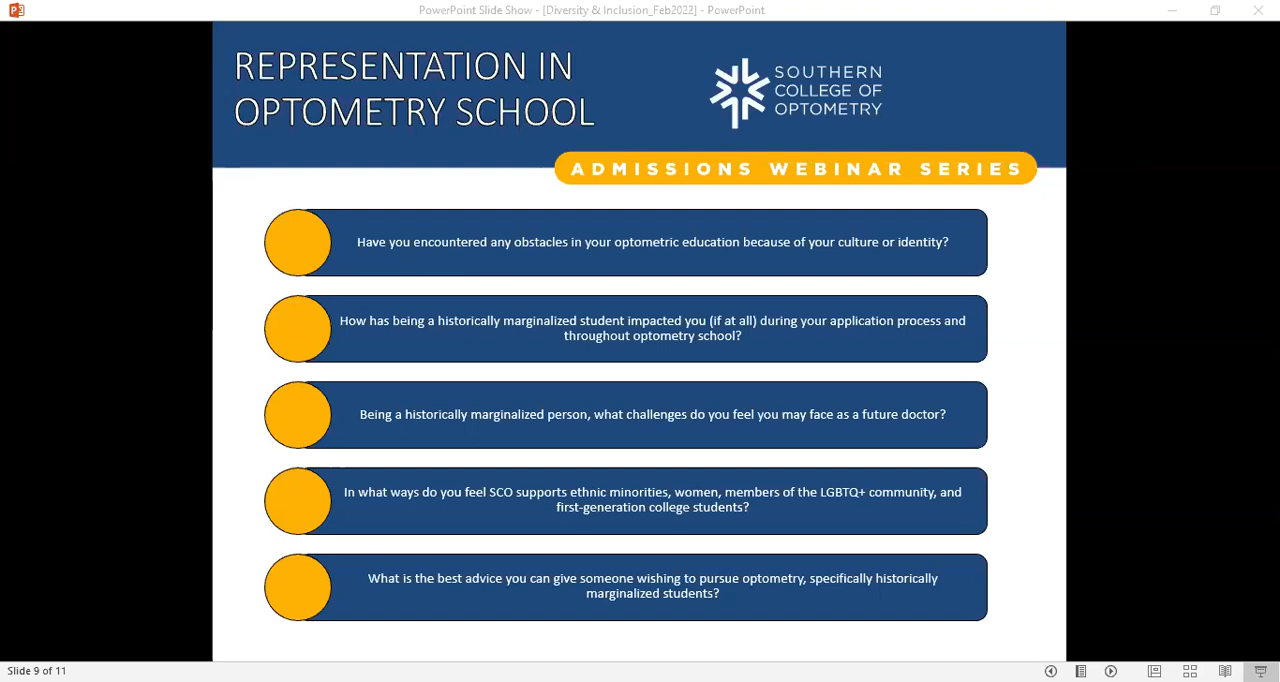 PowerPoint Slide Show - [Diversity & Inclusion_Feb2022] - PowerPoint
REPRESENTATION IN
OPTOMETRY SCHOOL
SOUTHERN
COLLEGE OF
OPTOMETRY
ADMISSIONS WEBINAR SERIES
Have you encountered any obstacles in your optometric education because of your culture or identity?
How has being a historically marginalized student impacted you (if at all) during your application process and
throughout optometry school?
Being a historically marginalized person, what challenges do you feel you may face as a future doctor?
In what ways do you feel SCO supports ethnic minorities, women, members of the LGBTQ+ community, and
first-generation college students?
What is the best advice you can give someone wishing to pursue optometry, specifically historically
marginalized students?
Slide 9 of 11